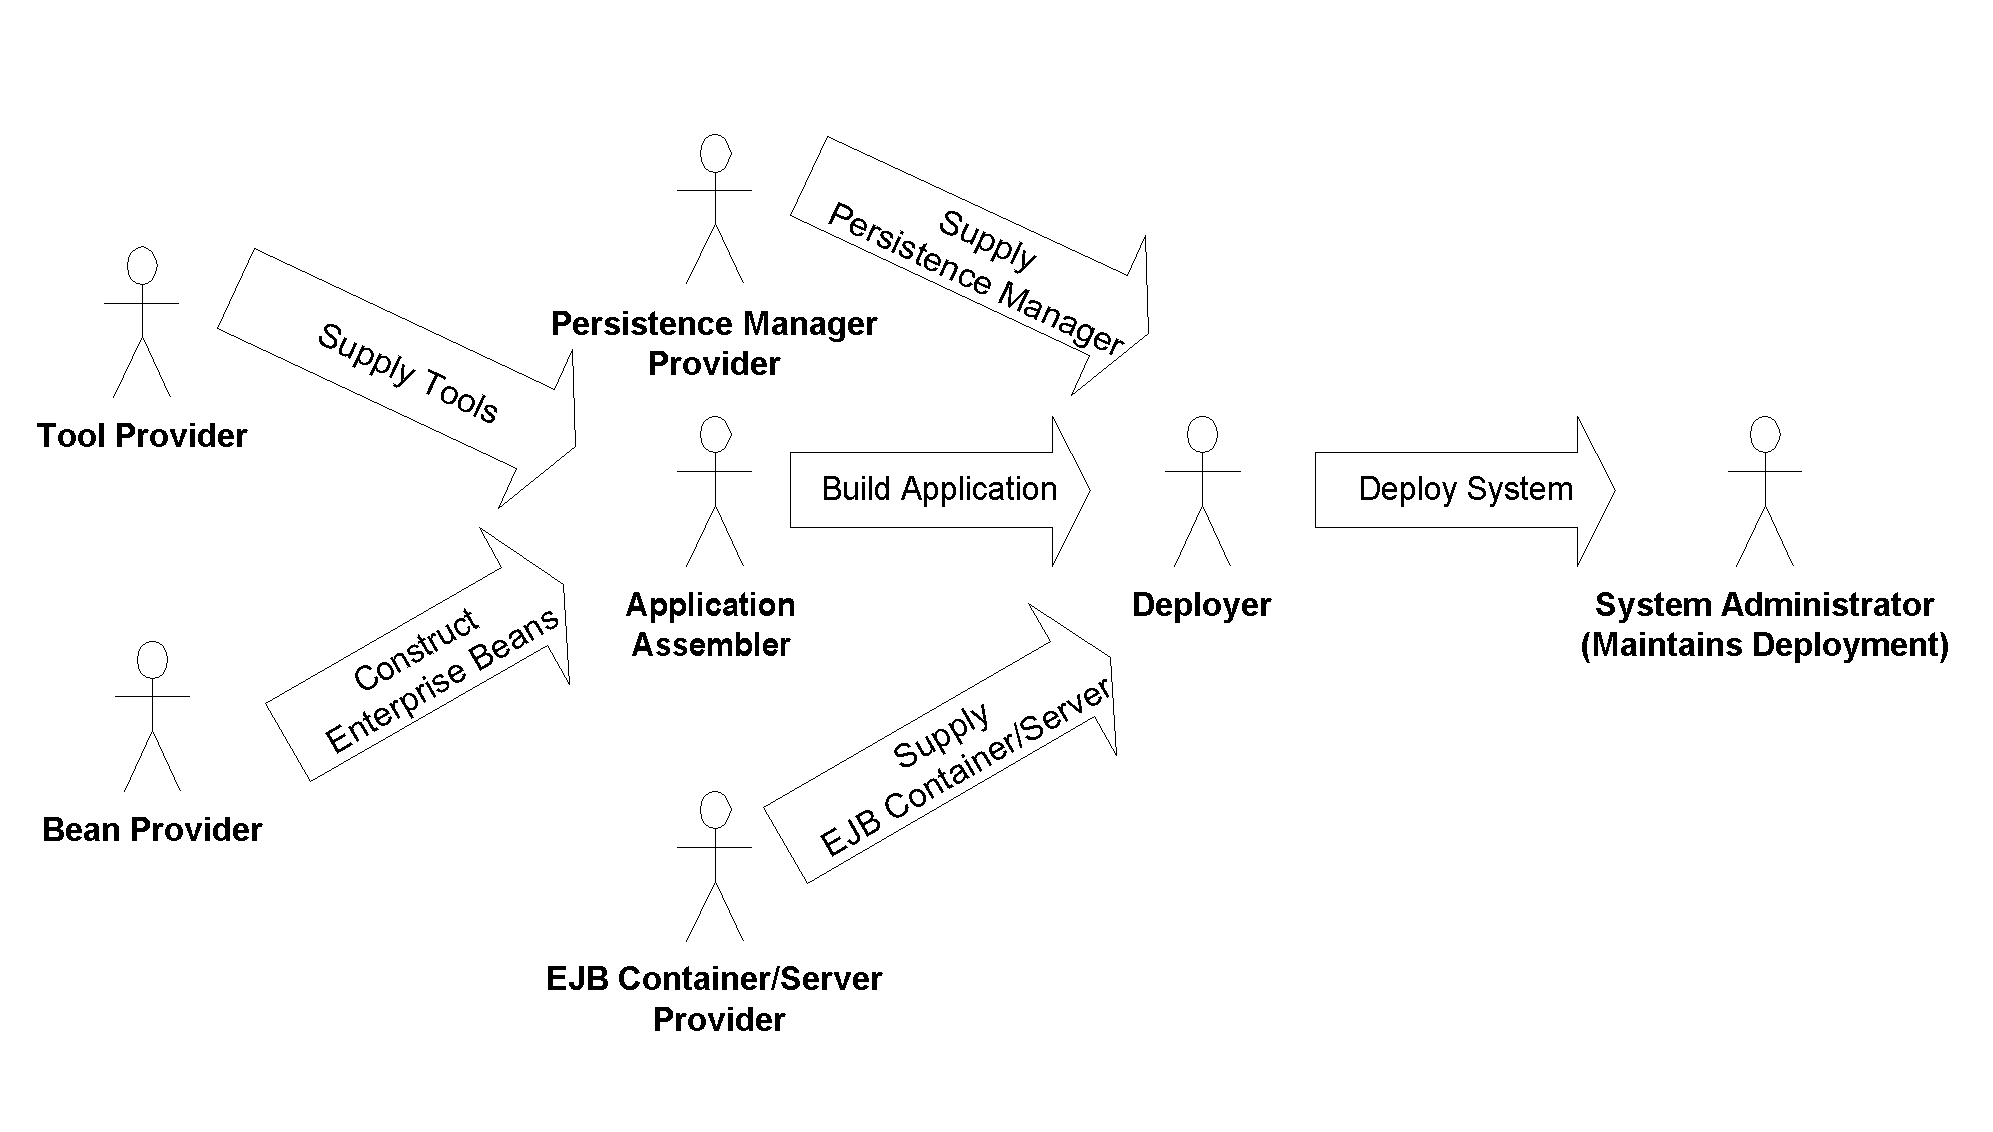 Supply
Persistence Manager
Persistence Manager
Provider
Supply Tools
Tool Provider
Build Application
Deploy System
Application
Assembler
Deployer
System Administrator
(Maintains Deployment)
Construct
Enterprise Beans
Bean Provider
Supply
EJB Container/Server
EJB Container/Server
Provider